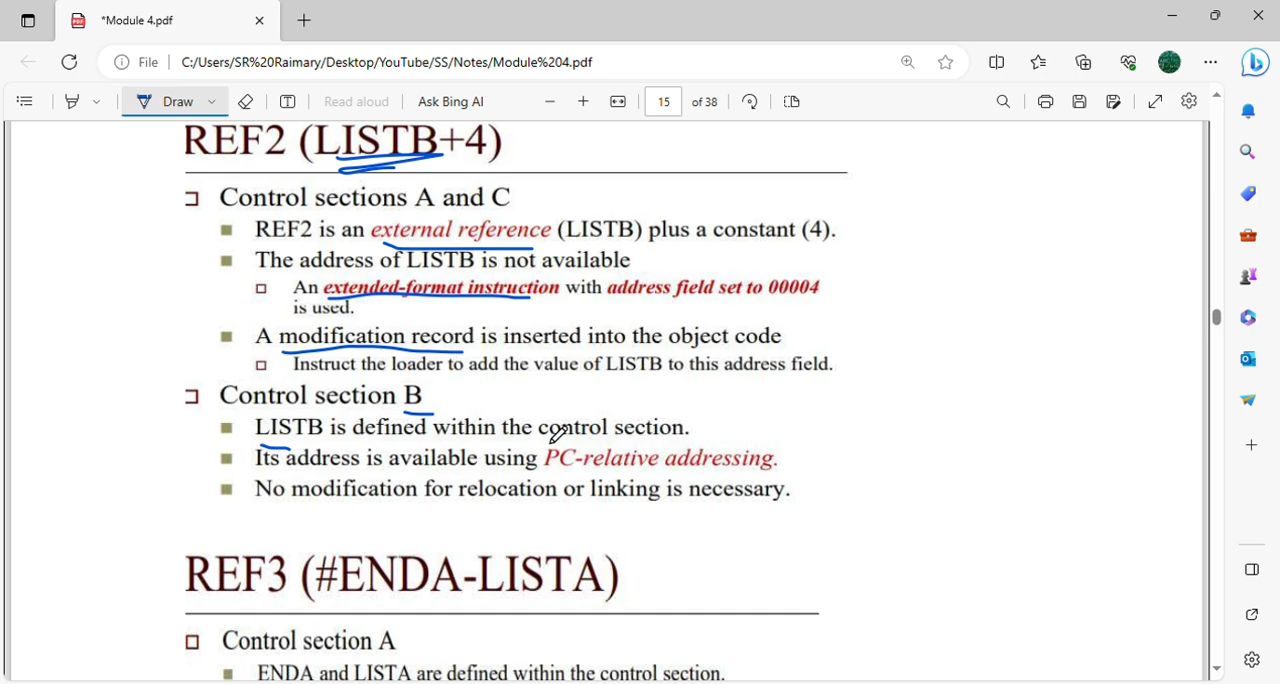 *Module 4.pdf
File
C:/Users/SR%20Raimary/Desktop/YouTube/SS/Notes/Module%204.pdf
Draw
Read aloud
Ask Bing AI
15
of 38
REF2 (LISTB+4)
Control sections A and C
REF2 is an external reference (LISTB) plus a constant (4).
The address of LISTB is not available
An extended-format instruction with address field set to 00004
is used.
A modification record is inserted into the object code
Instruct the loader to add the value of LISTB to this address field.
Control section B
LISTB is defined within the control section.
Its address is available using PC-relative addressing.
No modification for relocation or linking is necessary.
REF3 (#ENDA-LISTA)
Control section A
ENDA and LISTA are defined within the control section.